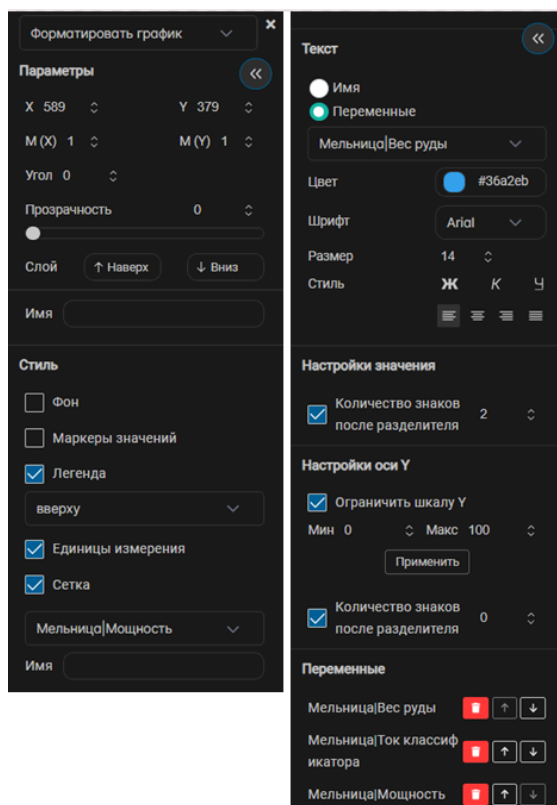 Форматировать график
Параметры
X 589 Y 379
M (X) 1 M (Y) 1
Угол 0
Прозрачность 0
Слой ↑ Наверх ↓ Вниз
Имя
Стиль
Фон
Маркеры значений
Легенда
вверху
Единицы измерения
Сетка
Мельница|Мощность
Имя
Текст
Имя
Переменные
Мельница|Вес руды
Цвет #36a2eb
Шрифт Arial
Размер 14
Стиль Ж К Ч
Настройки значения
Количество знаков
после разделителя 2
Настройки оси Y
Ограничить шкалу Y
Мин 0 Макс 100
Применить
Количество знаков
после разделителя 0
Переменные
Мельница|Вес руды
Мельница|Ток классиф
икатора
Мельница|Мощность